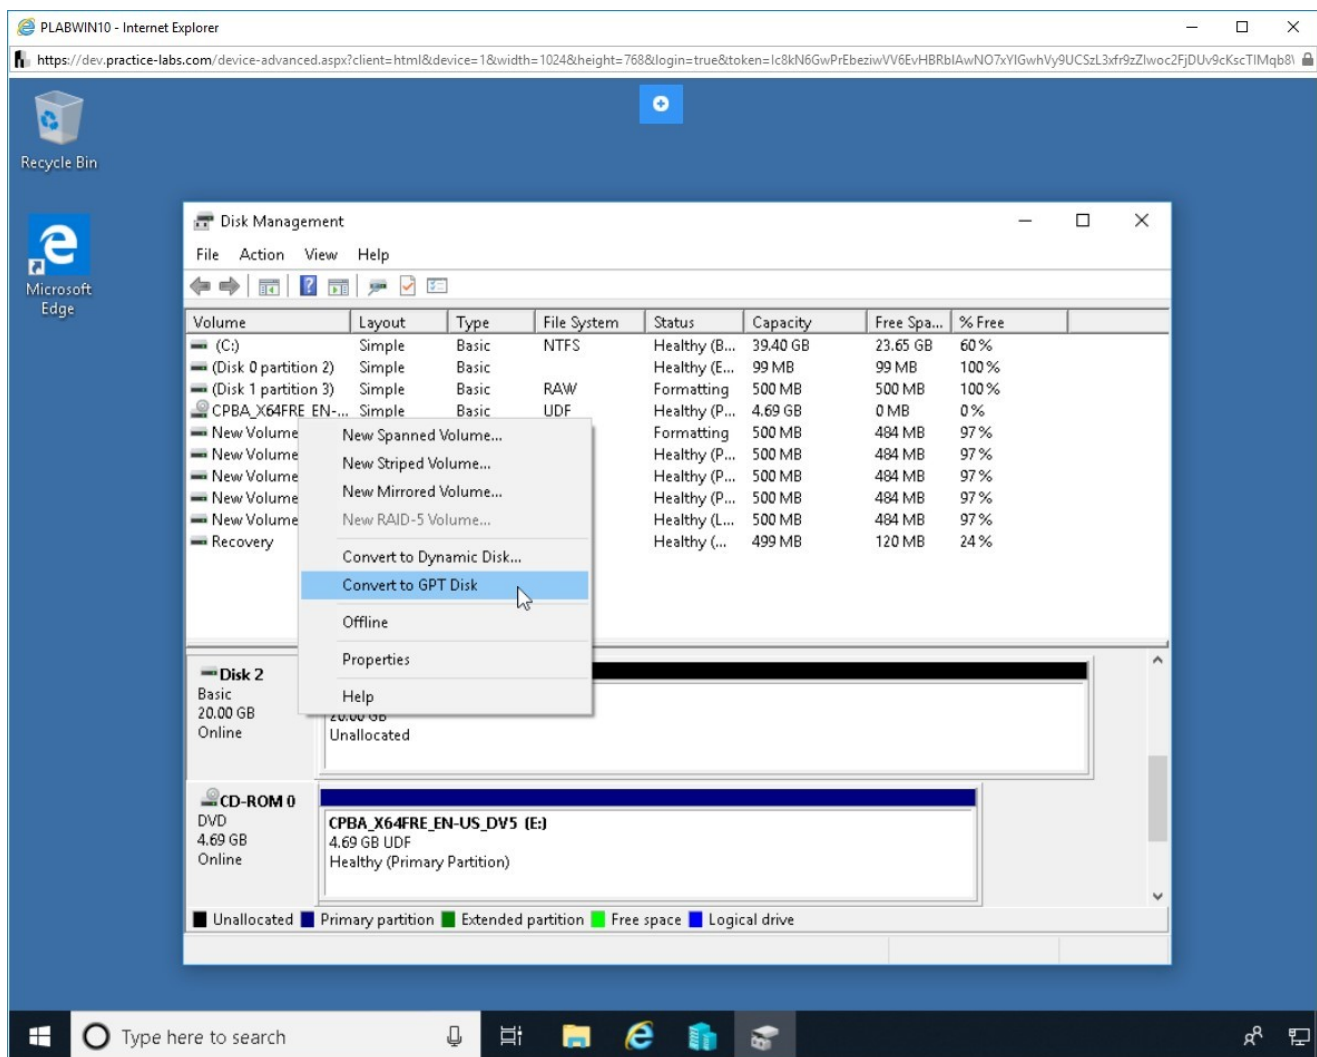 PLABWIN10 - Internet Explorer
https://dev.practice-labs.com/device-advanced.aspx?client=html&device=1&width=1024&height=768&login=true&token=
Recycle Bin
Microsoft
Edge
Disk Management
File Action View Help
Volume Layout Type File System Status Capacity Free Spa... % Free
(C:) Simple Basic NTFS Healthy (B... 39.40 GB 23.65 GB 60 %
(Disk 0 partition 2) Simple Basic Healthy (E... 99 MB 99 MB 100 %
(Disk 1 partition 3) Simple Basic RAW Formatting 500 MB 500 MB 100 %
CPBA_X64FRE_EN-... Simple Basic UDF Healthy (P... 4.69 GB 0 MB 0 %
New Volume Formatting 500 MB 484 MB 97 %
New Volume Healthy (P... 500 MB 484 MB 97 %
New Volume Healthy (P... 500 MB 484 MB 97 %
New Volume Healthy (P... 500 MB 484 MB 97 %
New Volume Healthy (L... 500 MB 484 MB 97 %
Recovery Healthy (... 499 MB 120 MB 24 %
New Spanned Volume...
New Striped Volume...
New Mirrored Volume...
New RAID-5 Volume...
Convert to Dynamic Disk...
Convert to GPT Disk
Offline
Properties
Help
Disk 2
Basic
20.00 GB
Online
20.00 GB
Unallocated
CD-ROM 0
DVD
4.69 GB
Online
CPBA_X64FRE_EN-US_DV5 (E:)
4.69 GB UDF
Healthy (Primary Partition)
Unallocated Primary partition Extended partition Free space Logical drive
Type here to search